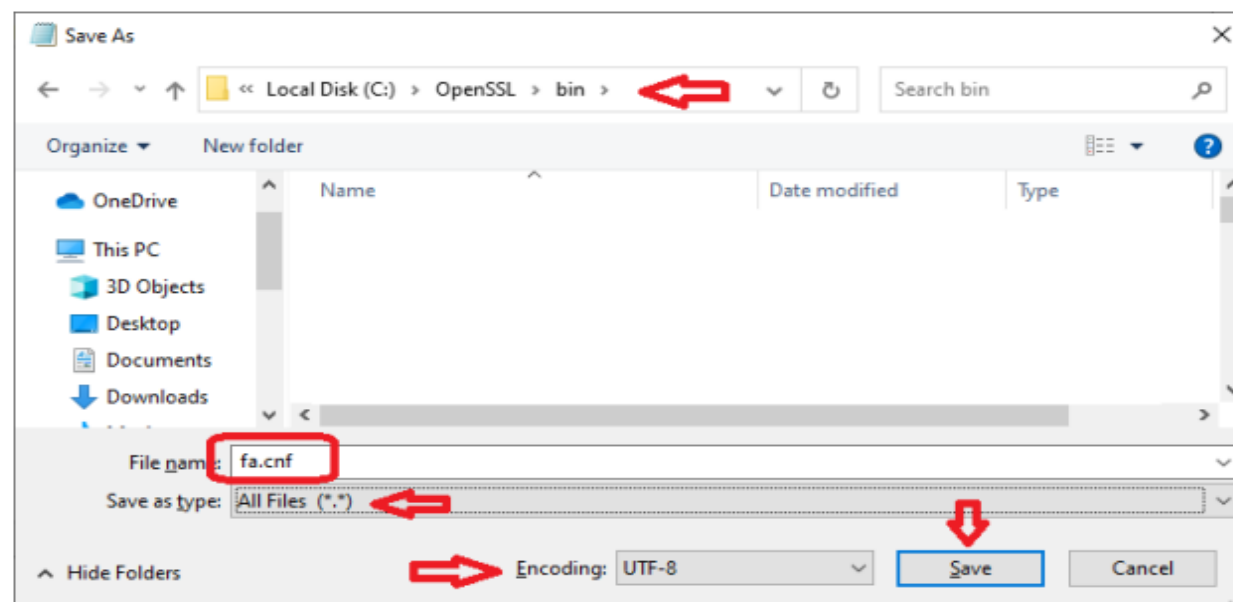 Save As
« Local Disk (C:) › OpenSSL › bin ›
Search bin
Organize
New folder
Name
Date modified
Type
OneDrive
This PC
3D Objects
Desktop
Documents
Downloads
File name:
fa.cnf
Save as type: All Files (*.*)
Hide Folders
Encoding: UTF-8
Save
Cancel